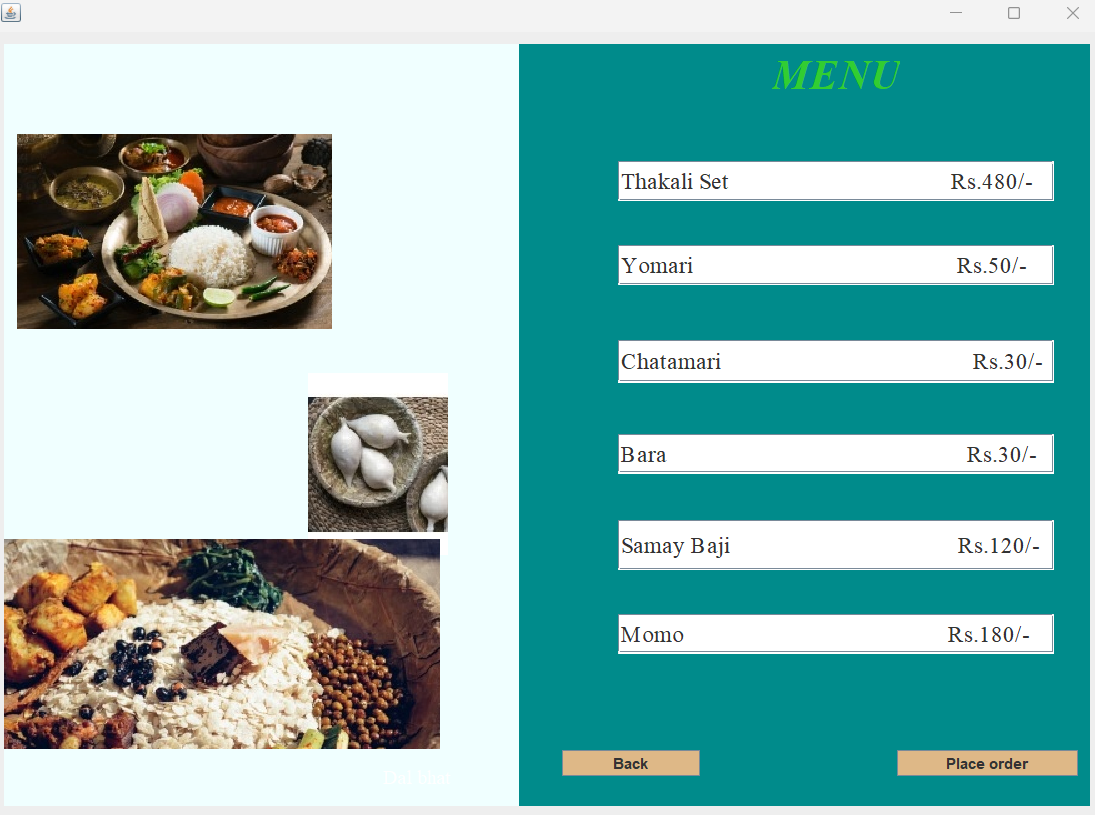 MENU
Thakali Set Rs.480/-
Yomari Rs.50/-
Chatamari Rs.30/-
Bara Rs.30/-
Samay Baji Rs.120/-
Momo Rs.180/-
Back Place order